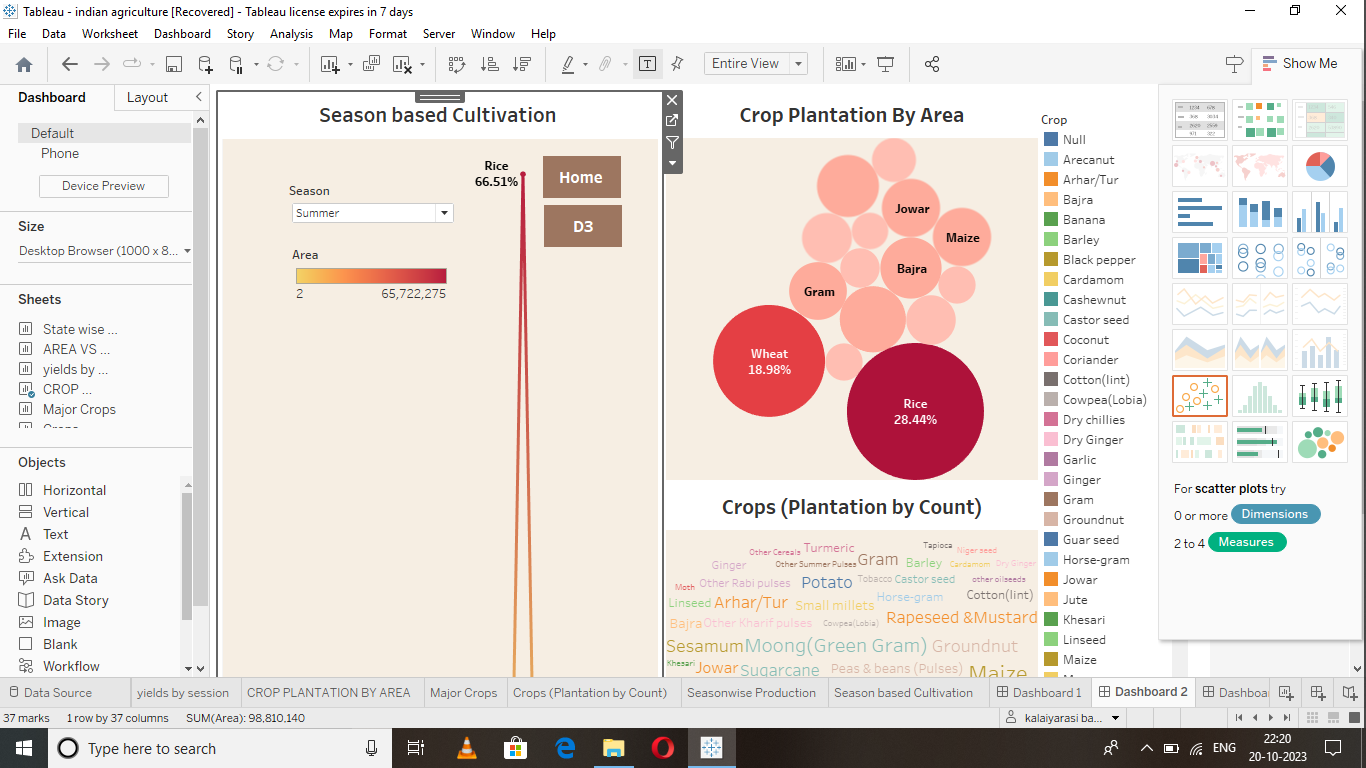 Tableau - indian agriculture [Recovered] - Tableau license expires in 7 days
File Data Worksheet Dashboard Story Analysis Map Format Server Window Help
Entire View
Show Me
Dashboard Layout
Default
Phone
Device Preview
Size
Desktop Browser (1000 x 8...
Sheets
State wise ...
AREA VS ...
yields by ...
CROP ...
Major Crops
Objects
Horizontal
Vertical
Text
Extension
Ask Data
Data Story
Image
Blank
Workflow
Season based Cultivation
Rice
66.51%
Home
D3
Season
Summer
Area
2 65,722,275
Crop Plantation By Area
Jowar
Maize
Bajra
Gram
Wheat
18.98%
Rice
28.44%
Crops (Plantation by Count)
Tapioca
Other Cereals Turmeric Niger seed
Ginger Other Summer Pulses Gram Barley Cardamom Dry Ginger
Moth Other Rabi pulses Potato Tobacco Castor seed other oilseeds
Linseed Arhar/Tur Small millets Horse-gram Cotton(lint)
Bajra Other Kharif pulses Cowpea(Lobia) Rapeseed &Mustard
Sesamum Moong(Green Gram) Groundnut
Khesari Jowar Sugarcane Peas & beans (Pulses) Maize
Crop
Null
Arecanut
Arhar/Tur
Bajra
Banana
Barley
Black pepper
Cardamom
Cashewnut
Castor seed
Coconut
Coriander
Cotton(lint)
Cowpea(Lobia)
Dry chillies
Dry Ginger
Garlic
Ginger
Gram
Groundnut
Guar seed
Horse-gram
Jowar
Jute
Khesari
Linseed
Maize
For scatter plots try
0 or more Dimensions
2 to 4 Measures
Data Source yields by session CROP PLANTATION BY AREA Major Crops Crops (Plantation by Count) Seasonwise Production Season based Cultivation Dashboard 1 Dashboard 2 Dashboa
37 marks 1 row by 37 columns SUM(Area): 98,810,140 kalaiyarasi ba...
Type here to search
ENG
22:20
20-10-2023